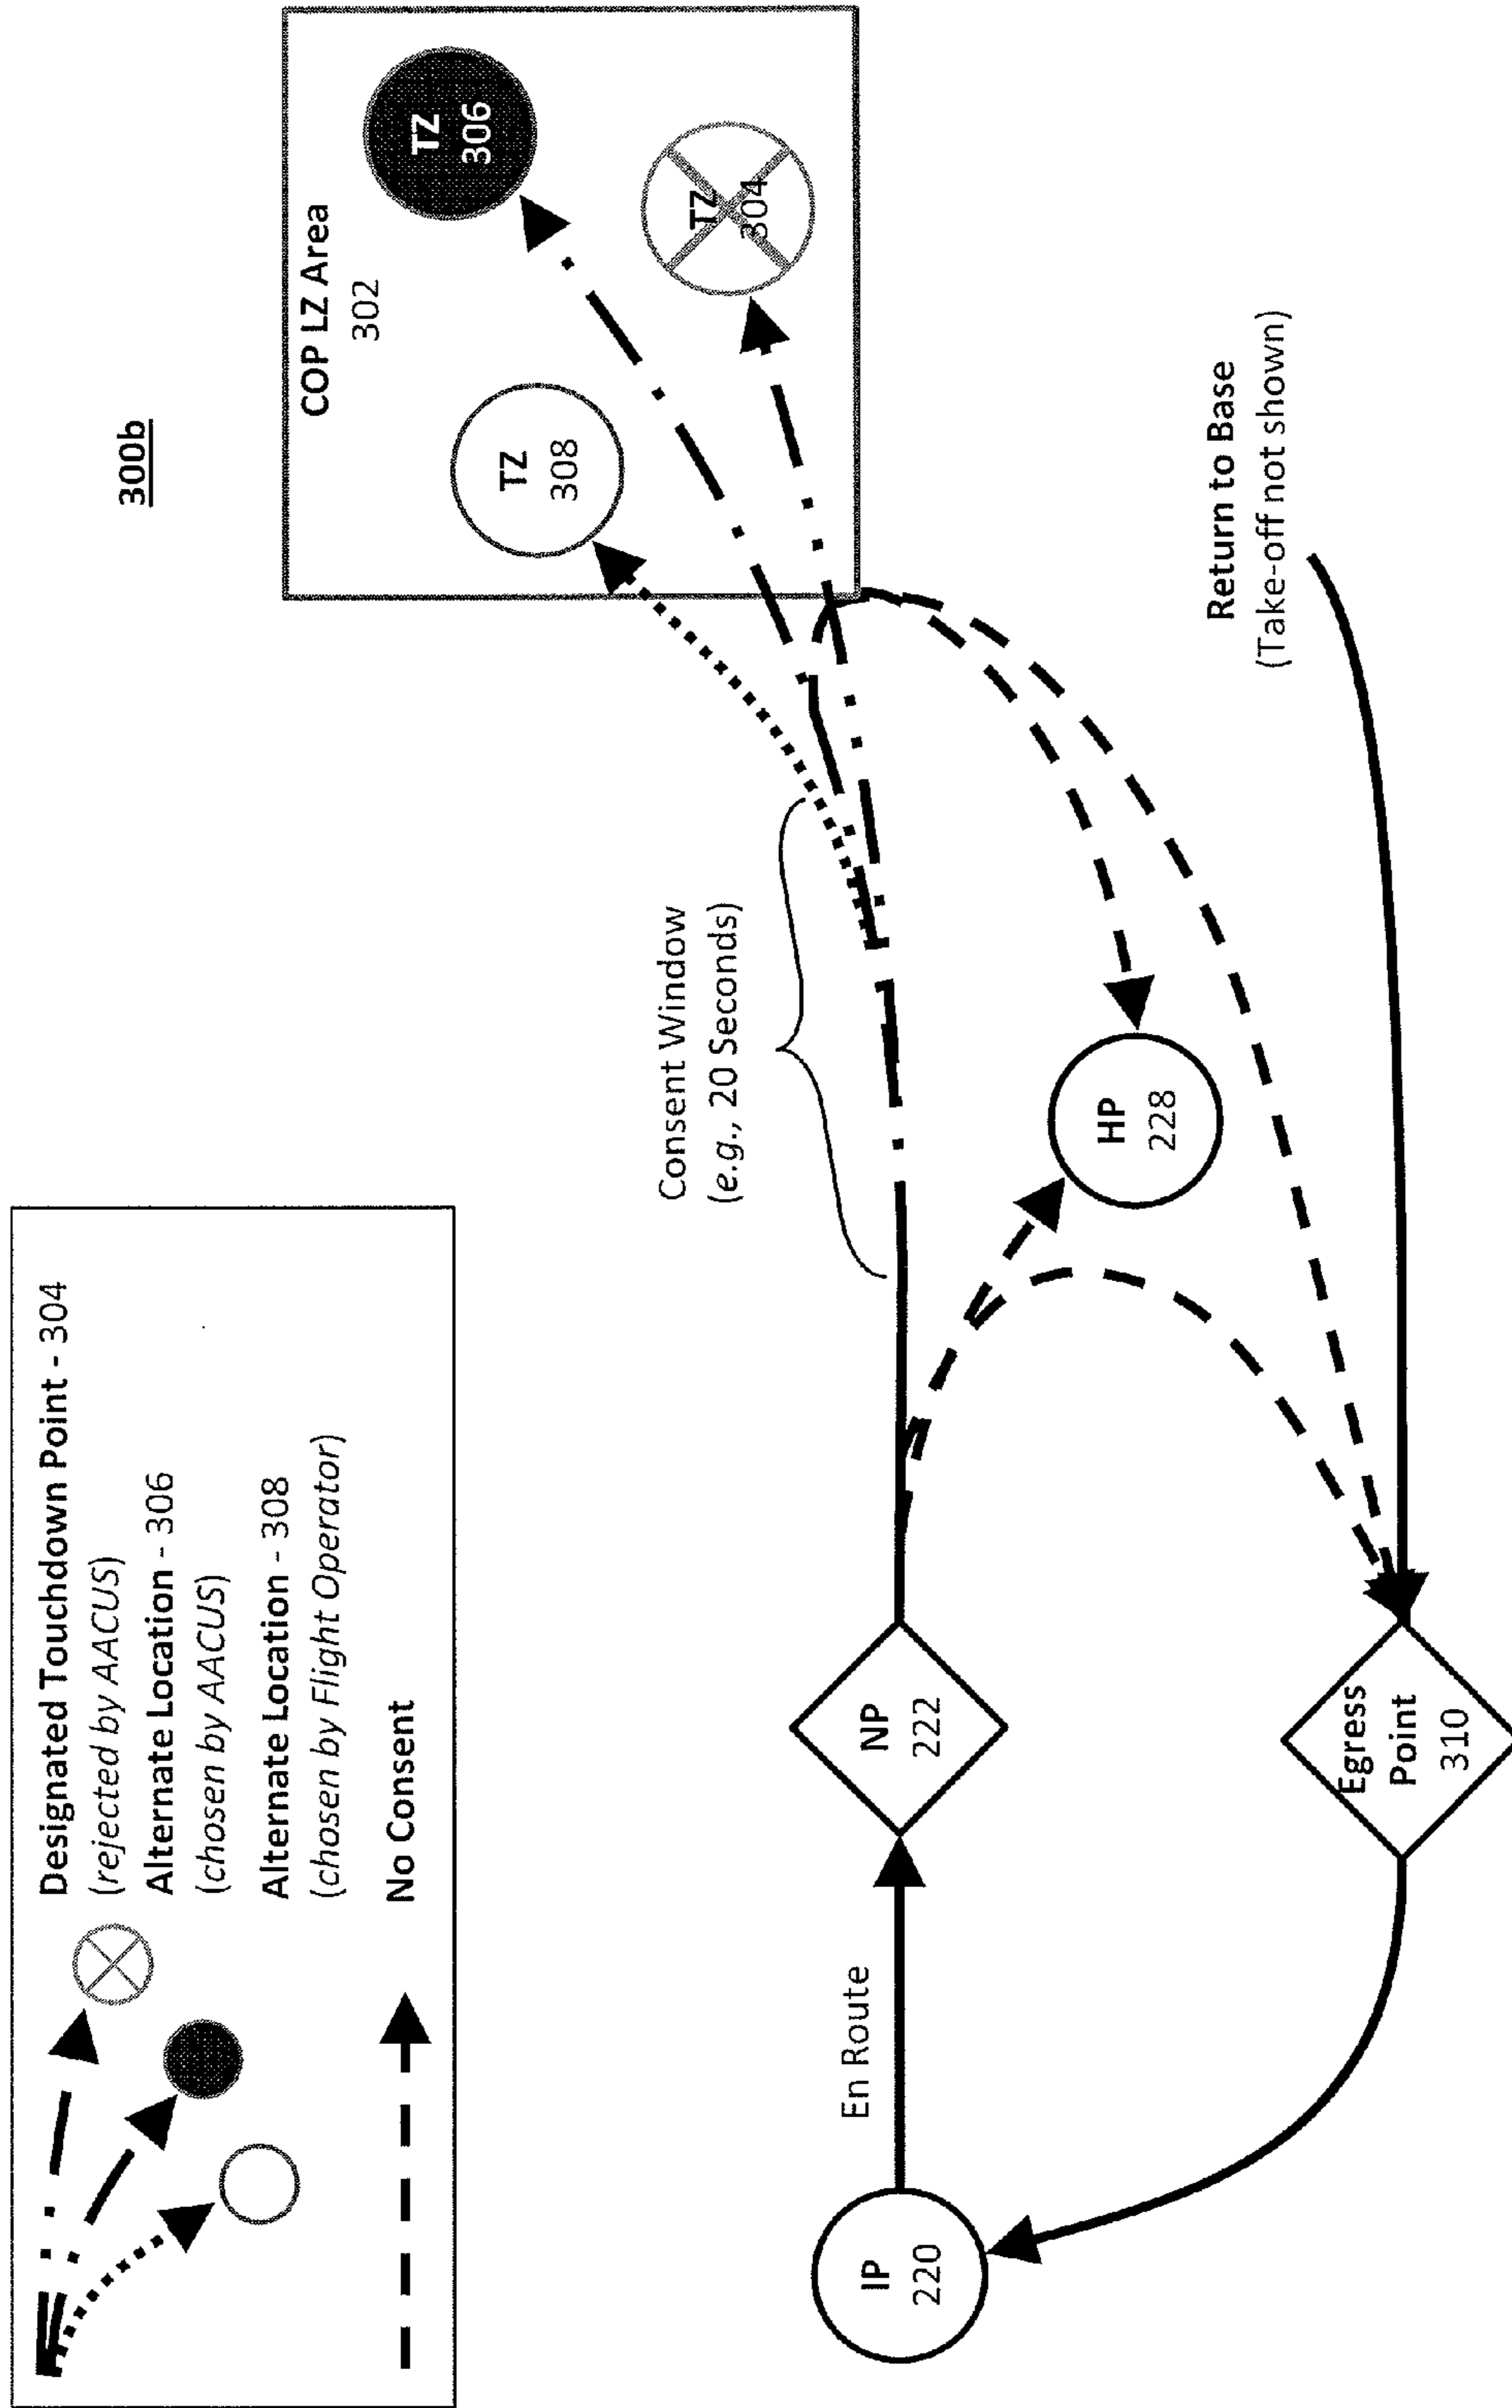 300b
Designated Touchdown Point - 304
(rejected by AACUS)
Alternate Location - 306
(chosen by AACUS)
Alternate Location - 308
(chosen by Flight Operator)
No Consent
COP LZ Area
302
TZ
306
TZ
308
TZ
304
Consent Window
(e.g., 20 Seconds)
En Route
IP
220
NP
222
HP
228
Return to Base
(Take-off not shown)
Egress
Point
310